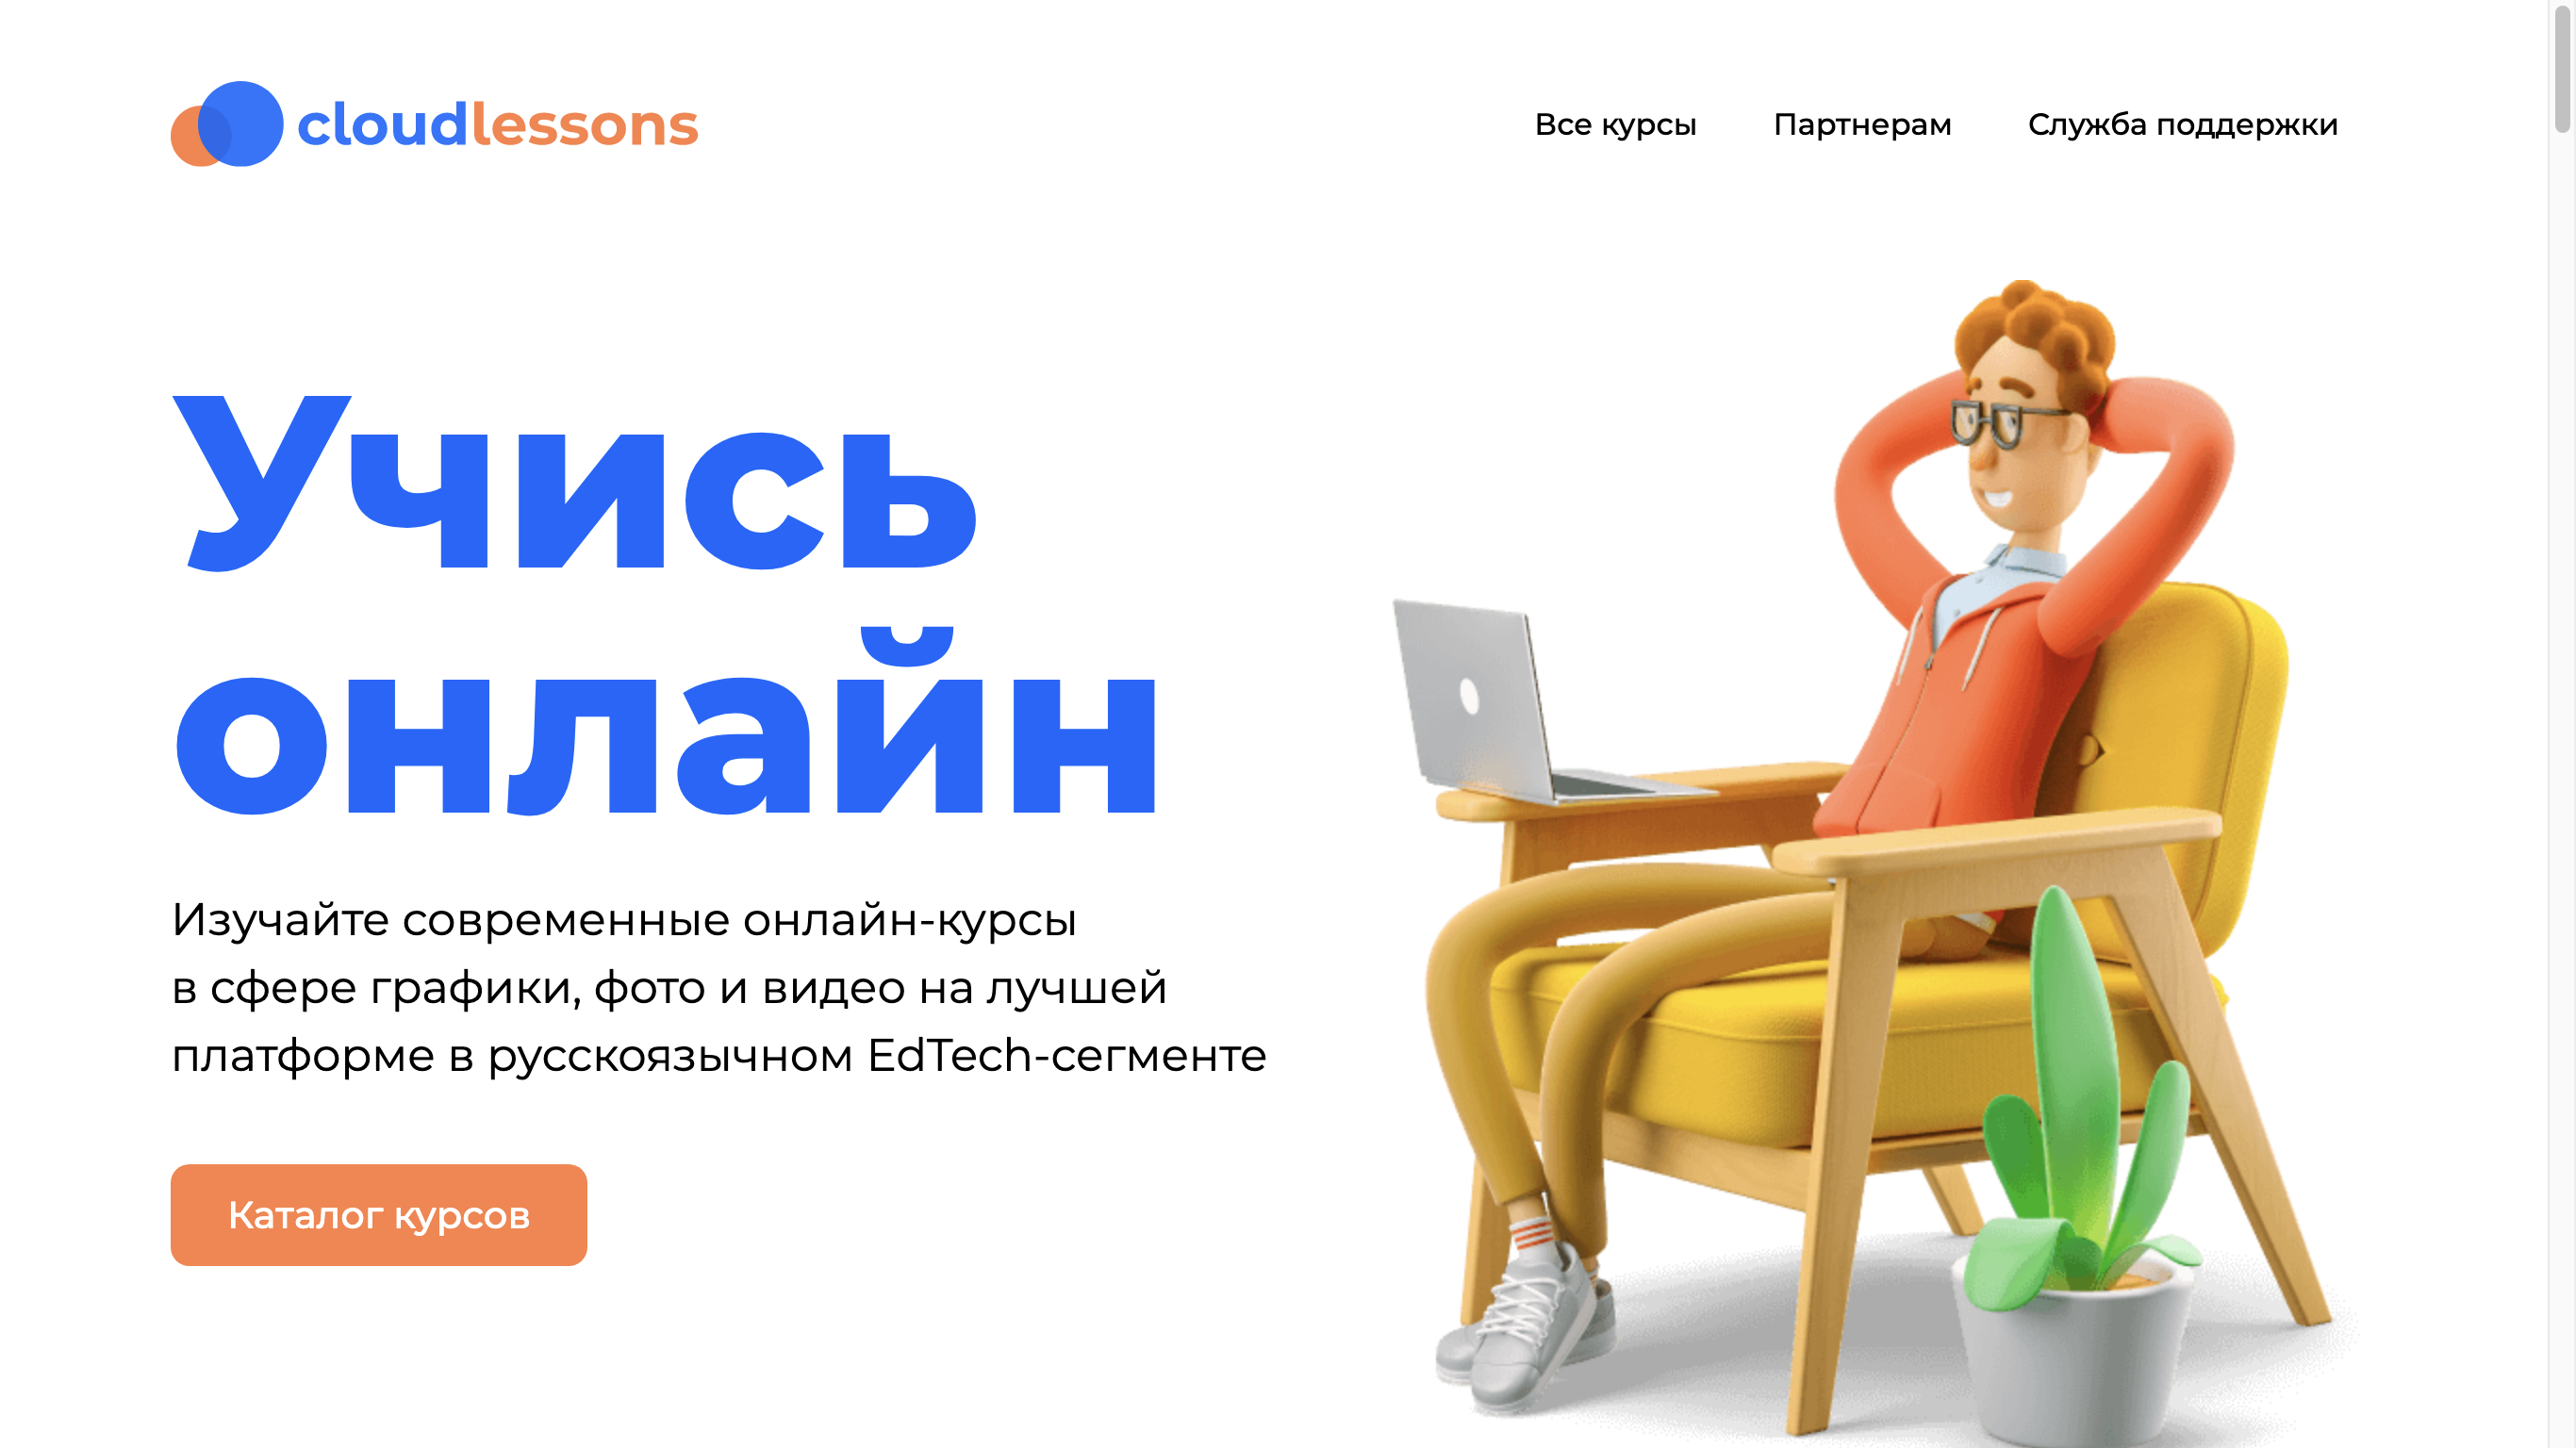 cloudlessons
Все курсы
Партнерам
Служба поддержки
Учись
онлайн
Изучайте современные онлайн-курсы
в сфере графики, фото и видео на лучшей
платформе в русскоязычном EdTech-сегменте
Каталог курсов